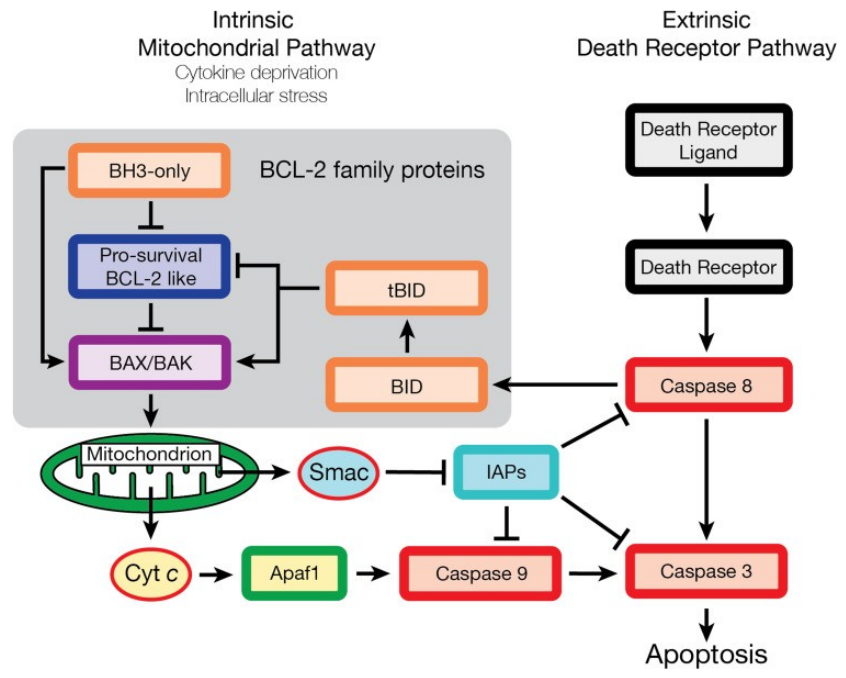 Intrinsic
Mitochondrial Pathway
Cytokine deprivation
Intracellular stress
Extrinsic
Death Receptor Pathway
BH3-only
BCL-2 family proteins
Death Receptor
Ligand
Pro-survival
BCL-2 like
tBID
Death Receptor
BAX/BAK
BID
Caspase 8
Mitochondrion
Smac
IAPs
Cyt c
Apaf1
Caspase 9
Caspase 3
Apoptosis